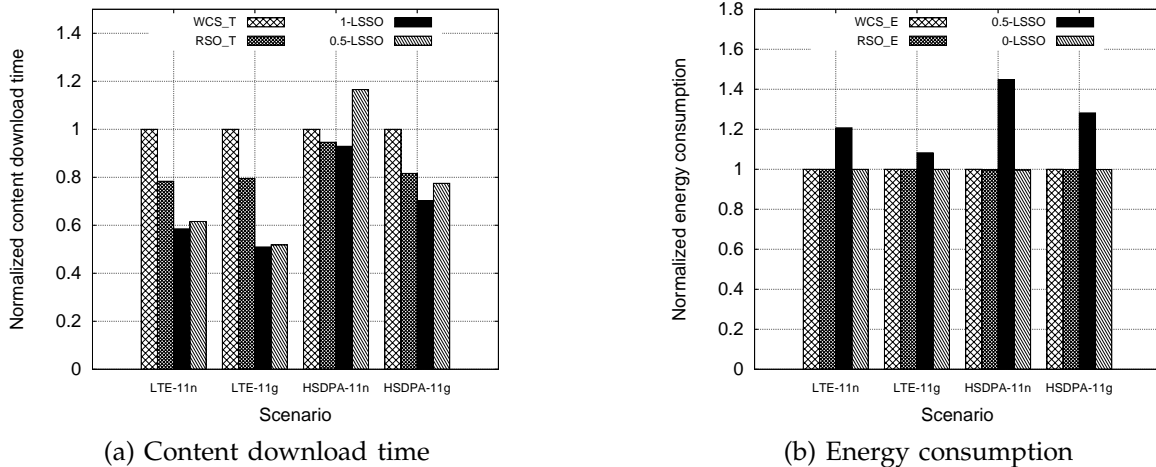 Normalized content download time
1.4
1.2
1
0.8
0.6
0.4
0.2
0
WCS_T
RSO_T
1-LSSO
0.5-LSSO
LTE-11n LTE-11g HSDPA-11n HSDPA-11g
Scenario
(a) Content download time
Normalized energy consumption
1.8
1.6
1.4
1.2
1
0.8
0.6
0.4
0.2
0
WCS_E
RSO_E
0.5-LSSO
0-LSSO
LTE-11n LTE-11g HSDPA-11n HSDPA-11g
Scenario
(b) Energy consumption